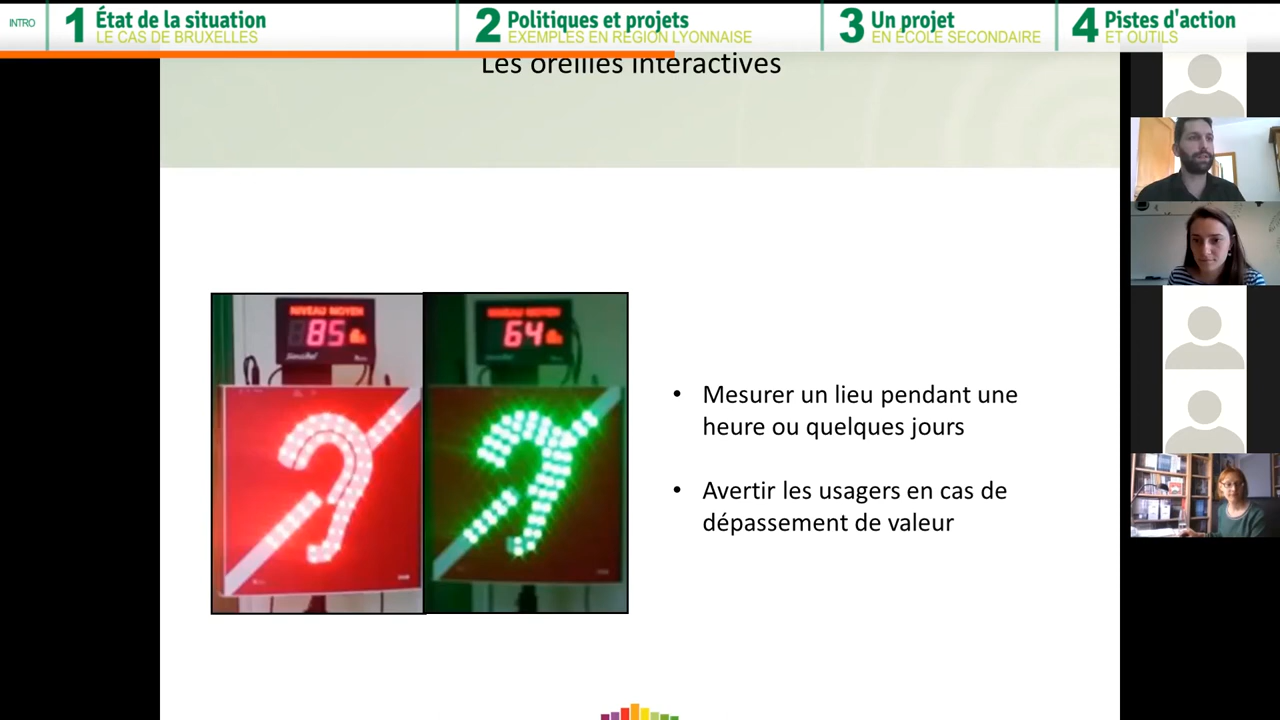 INTRO
1 État de la situation
LE CAS DE BRUXELLES
2 Politiques et projets
EXEMPLES EN RÉGION LYONNAISE
3 Un projet
EN ÉCOLE SECONDAIRE
4 Pistes d'action
ET OUTILS
Les oreilles interactives
NIVEAU MOYEN
85
NIVEAU MOYEN
64
• Mesurer un lieu pendant une
heure ou quelques jours
• Avertir les usagers en cas de
dépassement de valeur